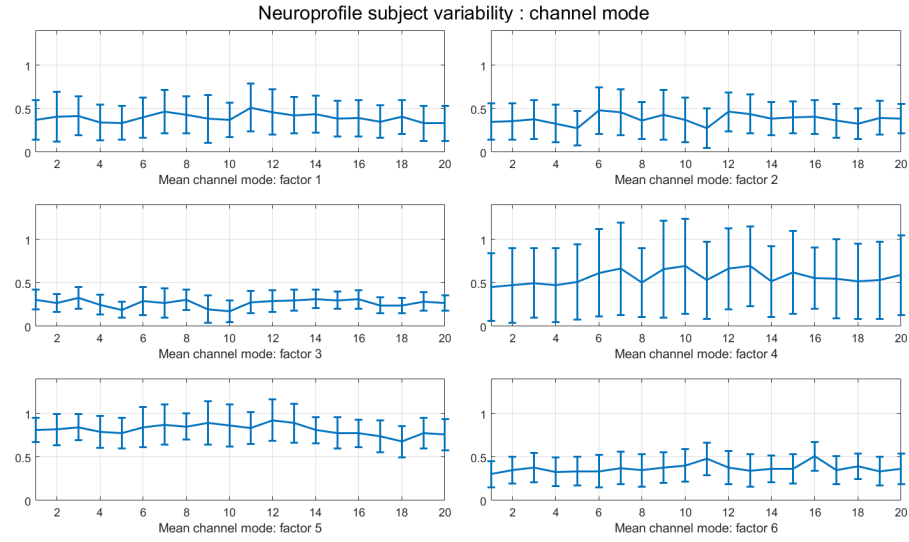 Neuroprofile subject variability : channel mode
1
0.5
0
2 4 6 8 10 12 14 16 18 20
Mean channel mode: factor 1
1
0.5
0
2 4 6 8 10 12 14 16 18 20
Mean channel mode: factor 2
1
0.5
0
2 4 6 8 10 12 14 16 18 20
Mean channel mode: factor 3
1
0.5
0
2 4 6 8 10 12 14 16 18 20
Mean channel mode: factor 4
1
0.5
0
2 4 6 8 10 12 14 16 18 20
Mean channel mode: factor 5
1
0.5
0
2 4 6 8 10 12 14 16 18 20
Mean channel mode: factor 6